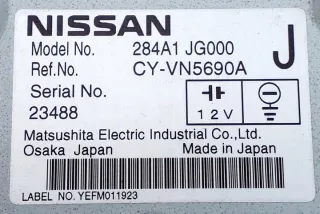 NISSAN
Model No. 284A1 JG000
Ref.No. CY-VN5690A
J
Serial No.
23488
12V
Matsushita Electric Industrial Co.,Ltd.
Osaka Japan Made in Japan
LABEL NO. YEFM011923